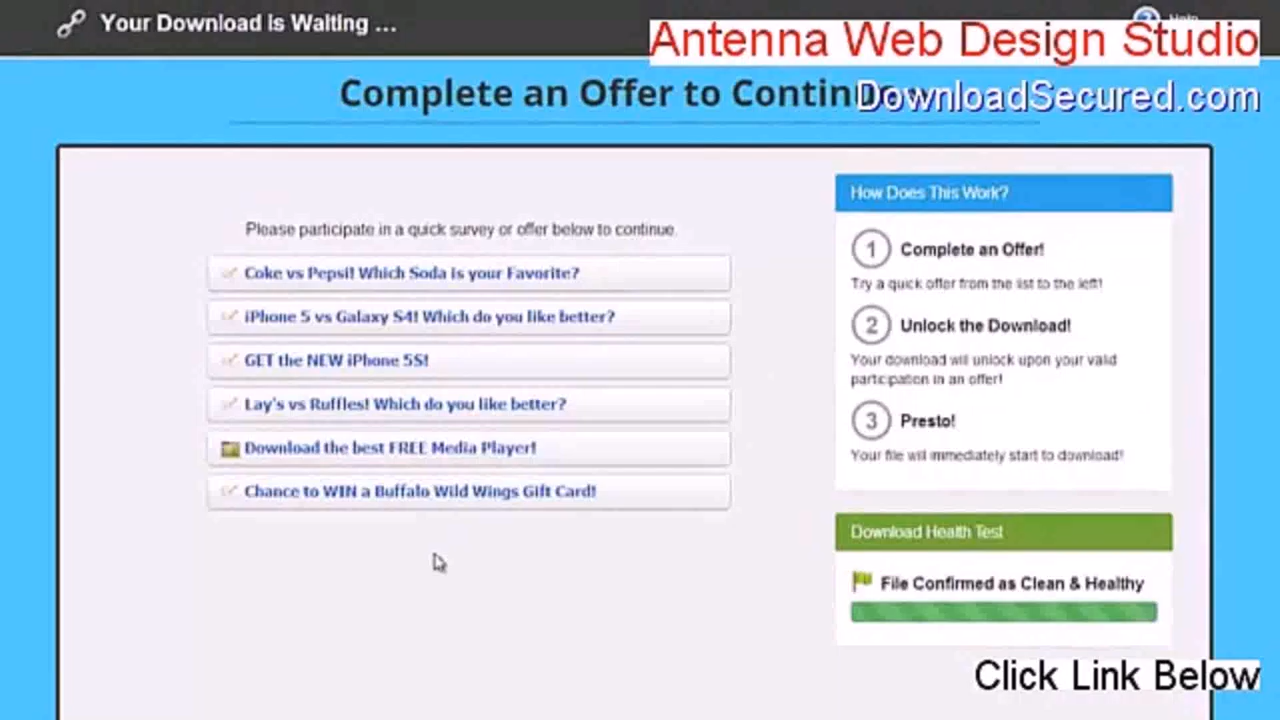 Your Download is Waiting ...
Help
Antenna Web Design Studio
DownloadSecured.com
Complete an Offer to
Please participate in a quick survey or offer below to continue.
Coke vs Pepsi! Which Soda is your Favorite?
iPhone 5 vs Galaxy S4! Which do you like better?
GET the NEW iPhone 5S!
Lay's vs Ruffles! Which do you like better?
Download the best FREE Media Player!
Chance to WIN a Buffalo Wild Wings Gift Card!
How Does This Work?
1 Complete an Offer!
Try a quick offer from the list to the left!
2 Unlock the Download!
Your download will unlock upon your valid
participation in an offer!
3 Presto!
Your file will immediately start to download!
Download Health Test
File Confirmed as Clean & Healthy
Click Link Below